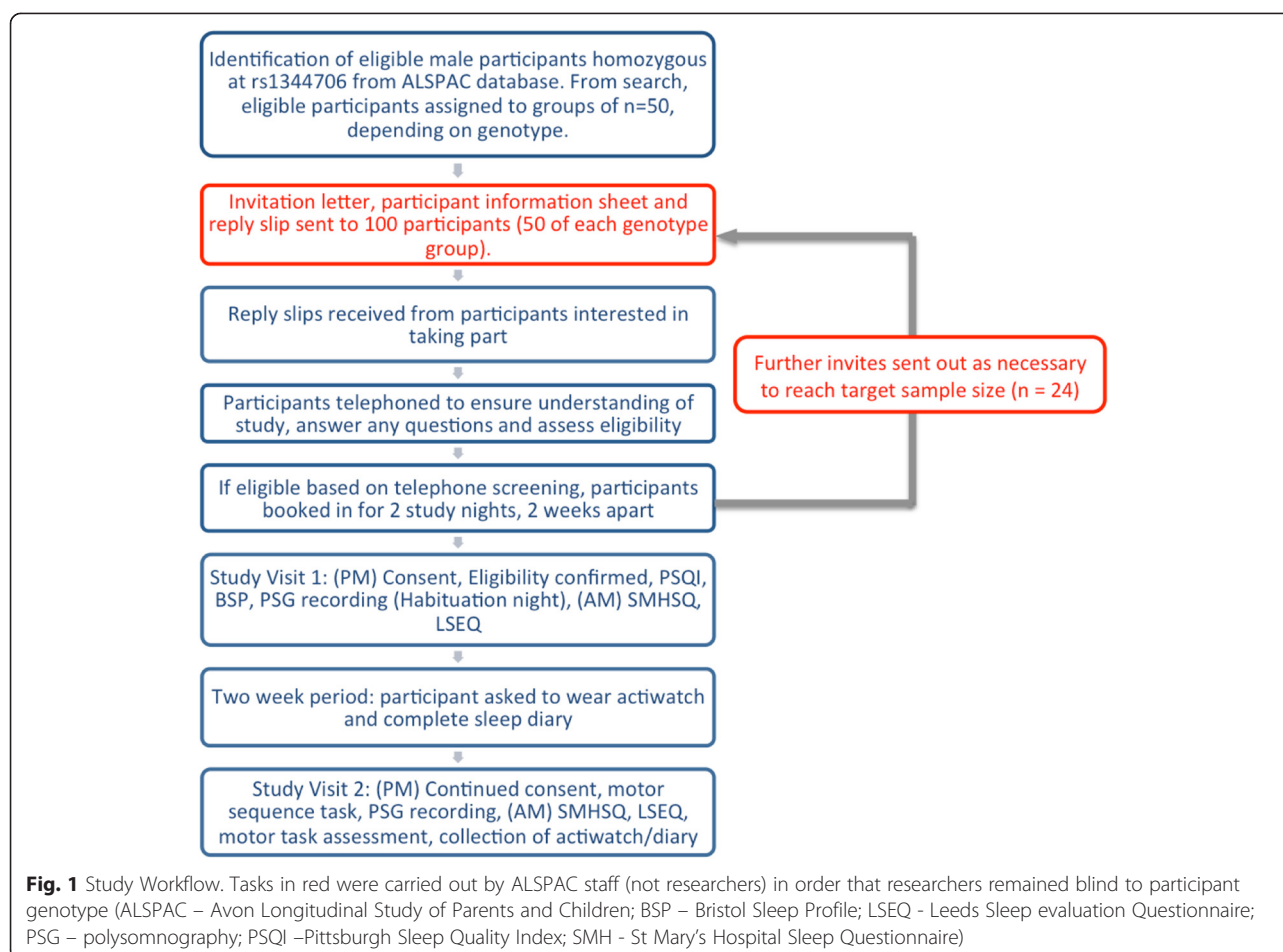 Identification of eligible male participants homozygous
at rs1344706 from ALSPAC database. From search,
eligible participants assigned to groups of n=50,
depending on genotype.
Invitation letter, participant information sheet and
reply slip sent to 100 participants (50 of each genotype
group).
Reply slips received from participants interested in
taking part
Further invites sent out as necessary
to reach target sample size (n = 24)
Participants telephoned to ensure understanding of
study, answer any questions and assess eligibility
If eligible based on telephone screening, participants
booked in for 2 study nights, 2 weeks apart
Study Visit 1: (PM) Consent, Eligibility confirmed, PSQI,
BSP, PSG recording (Habituation night), (AM) SMHSQ,
LSEQ
Two week period: participant asked to wear actiwatch
and complete sleep diary
Study Visit 2: (PM) Continued consent, motor
sequence task, PSG recording, (AM) SMHSQ, LSEQ,
motor task assessment, collection of actiwatch/diary
Fig. 1 Study Workflow. Tasks in red were carried out by ALSPAC staff (not researchers) in order that researchers remained blind to participant
genotype (ALSPAC – Avon Longitudinal Study of Parents and Children; BSP – Bristol Sleep Profile; LSEQ - Leeds Sleep evaluation Questionnaire;
PSG – polysomnography; PSQI –Pittsburgh Sleep Quality Index; SMH - St Mary's Hospital Sleep Questionnaire)